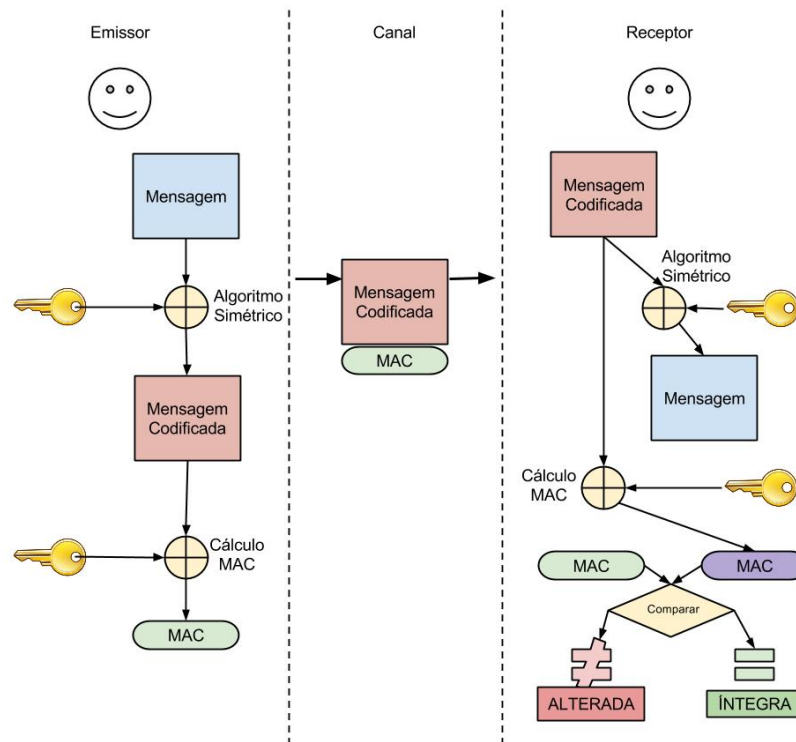 Emissor
Canal
Receptor
Mensagem
Algoritmo
Simétrico
Mensagem
Codificada
Cálculo
MAC
MAC
Mensagem
Codificada
MAC
Mensagem
Codificada
Algoritmo
Simétrico
Mensagem
Cálculo
MAC
MAC
MAC
Comparar
ALTERADA
ÍNTEGRA